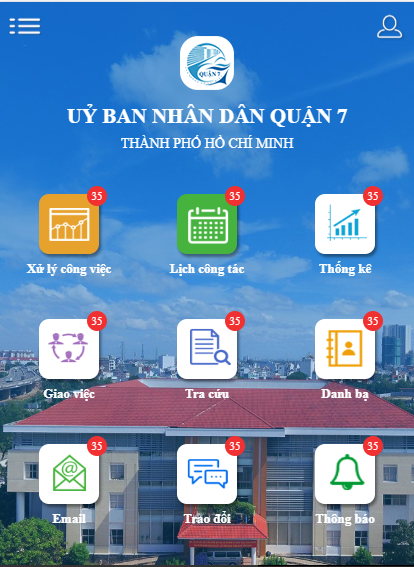 QUẬN 7
UỶ BAN NHÂN DÂN QUẬN 7
THÀNH PHỐ HỒ CHÍ MINH
35 35 35
Xử lý công việc Lịch công tác Thống kê
35 35 35
Giao việc Tra cứu Danh bạ
35 35 35
@
Email Trao đổi Thông báo